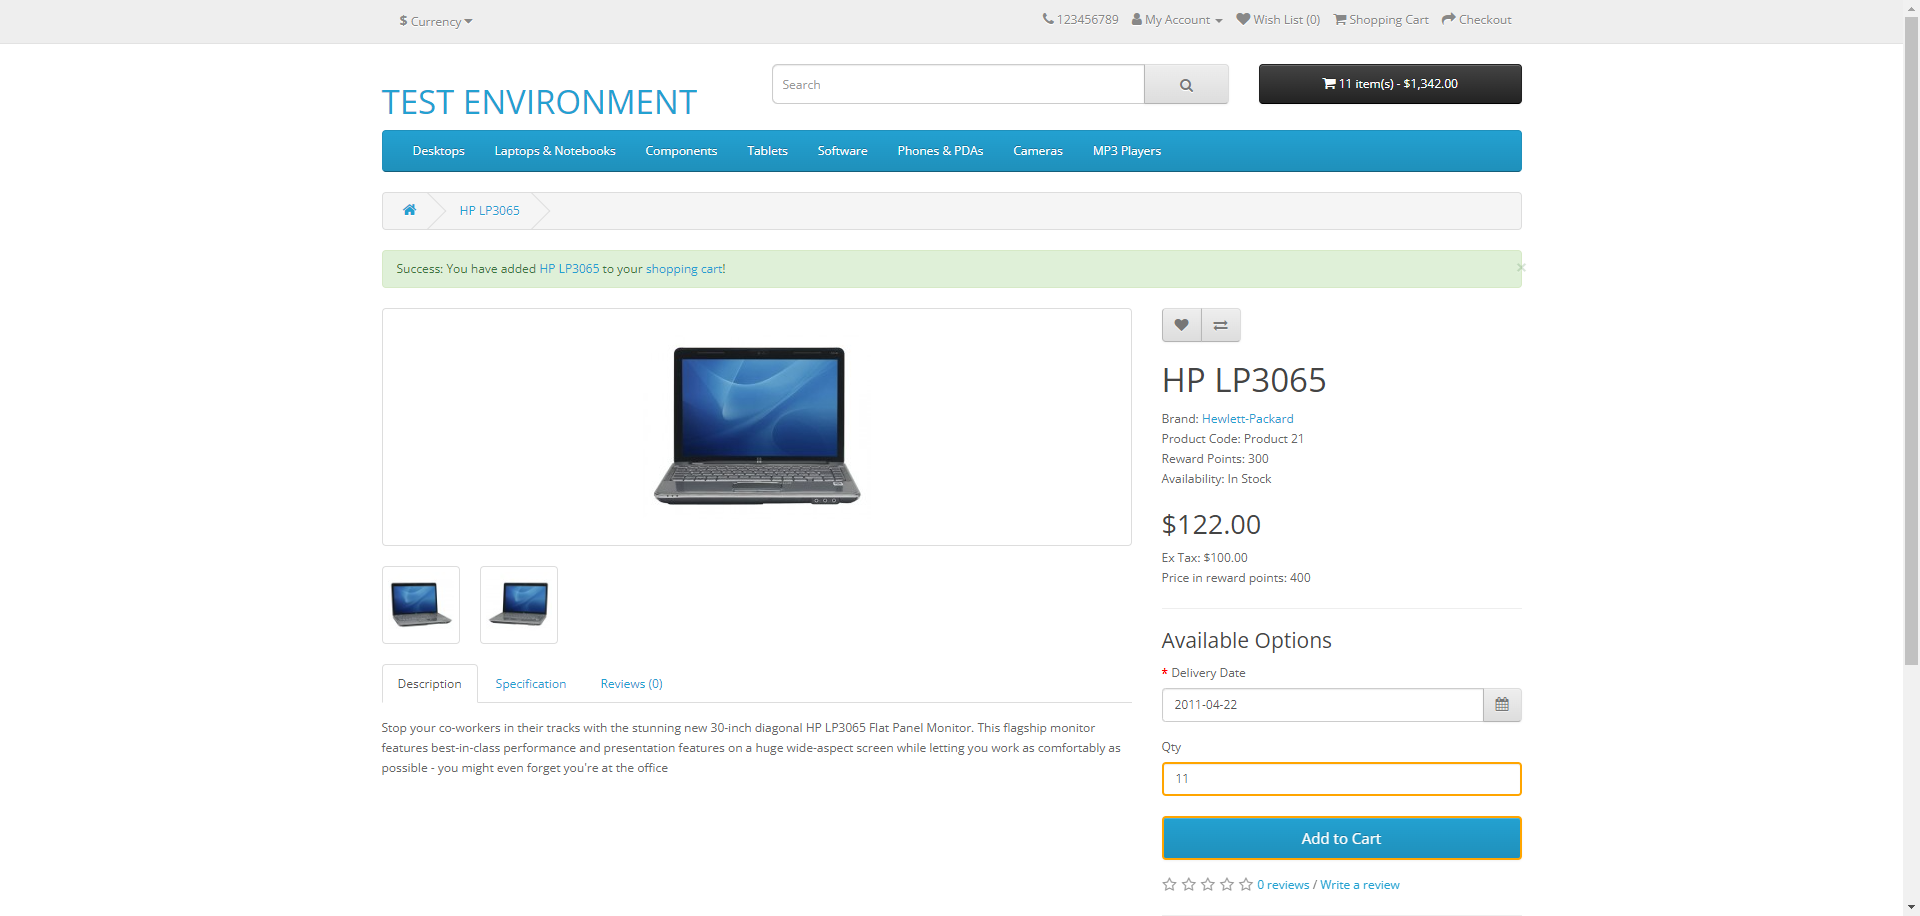 $ Currency
123456789 My Account Wish List (0) Shopping Cart Checkout
TEST ENVIRONMENT
Search
11 item(s) - $1,342.00
Desktops Laptops & Notebooks Components Tablets Software Phones & PDAs Cameras MP3 Players
HP LP3065
Success: You have added HP LP3065 to your shopping cart!
×
HP LP3065
Brand: Hewlett-Packard
Product Code: Product 21
Reward Points: 300
Availability: In Stock
$122.00
Ex Tax: $100.00
Price in reward points: 400
Available Options
* Delivery Date
2011-04-22
Qty
11
Add to Cart
0 reviews / Write a review
Description Specification Reviews (0)
Stop your co-workers in their tracks with the stunning new 30-inch diagonal HP LP3065 Flat Panel Monitor. This flagship monitor
features best-in-class performance and presentation features on a huge wide-aspect screen while letting you work as comfortably as
possible - you might even forget you're at the office